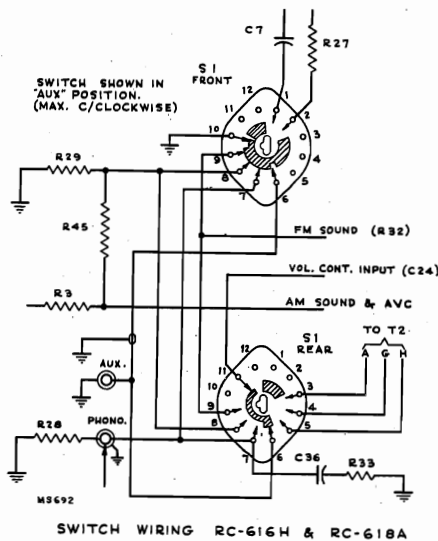 C7
R27
S1
FRONT
SWITCH SHOWN IN
"AUX" POSITION.
(MAX. C/CLOCKWISE)
12
1
2
11
3
10
4
9
8
5
7
6
R29
R45
FM SOUND (R32)
VOL. CONT. INPUT (C24)
R3
AM SOUND & AVC
S1
REAR
TO T2
A G H
12
1
2
11
3
10
4
9
5
8
7
6
AUX.
PHONO.
R28
C36
R33
MS692
SWITCH WIRING RC-616H & RC-618A